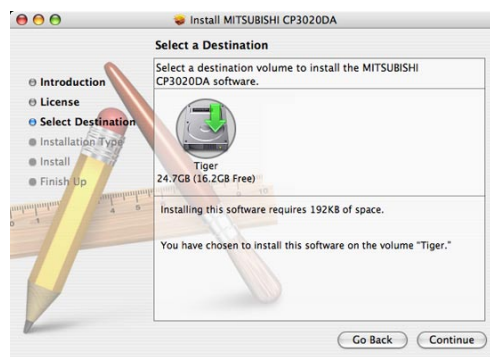 Install MITSUBISHI CP3020DA
Select a Destination
Introduction
License
Select Destination
Installation Type
Install
Finish Up
Select a destination volume to install the MITSUBISHI
CP3020DA software.
Tiger
24.7GB (16.2GB Free)
Installing this software requires 192KB of space.
You have chosen to install this software on the volume "Tiger."
Go Back
Continue